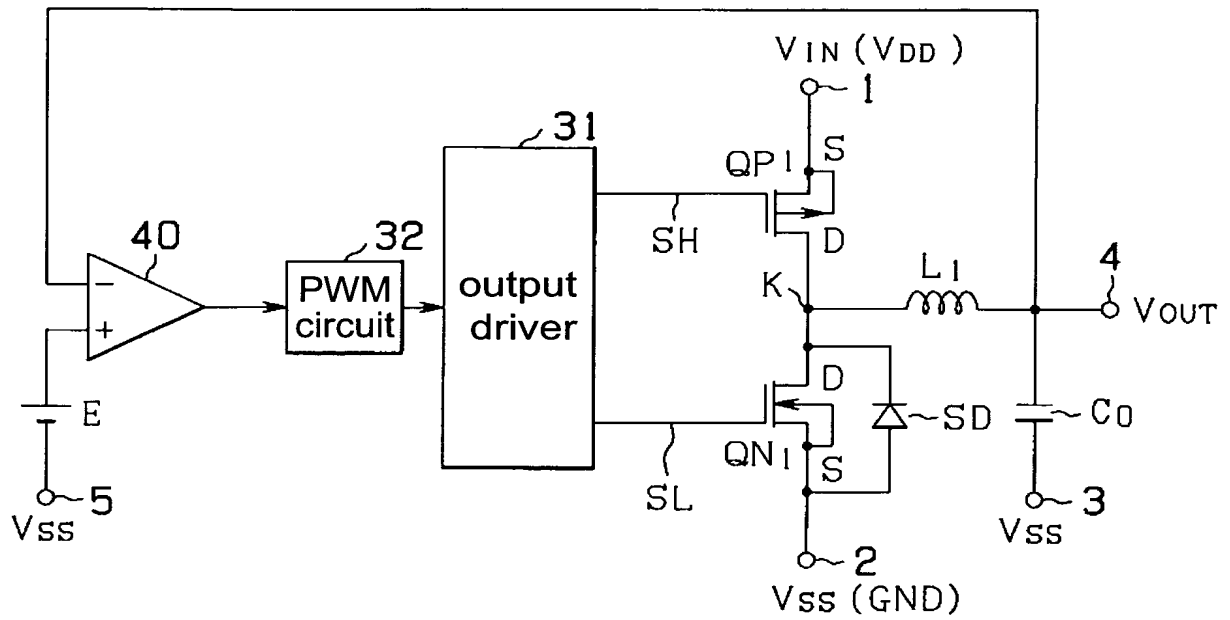 VIN (VDD)
1
31
QP1
S
SH
D
40
32
−
+
PWM
circuit
output
driver
K
L1
4
VOUT
E
D
SD
C0
QN1
S
SL
5
VSS
3
VSS
2
VSS (GND)